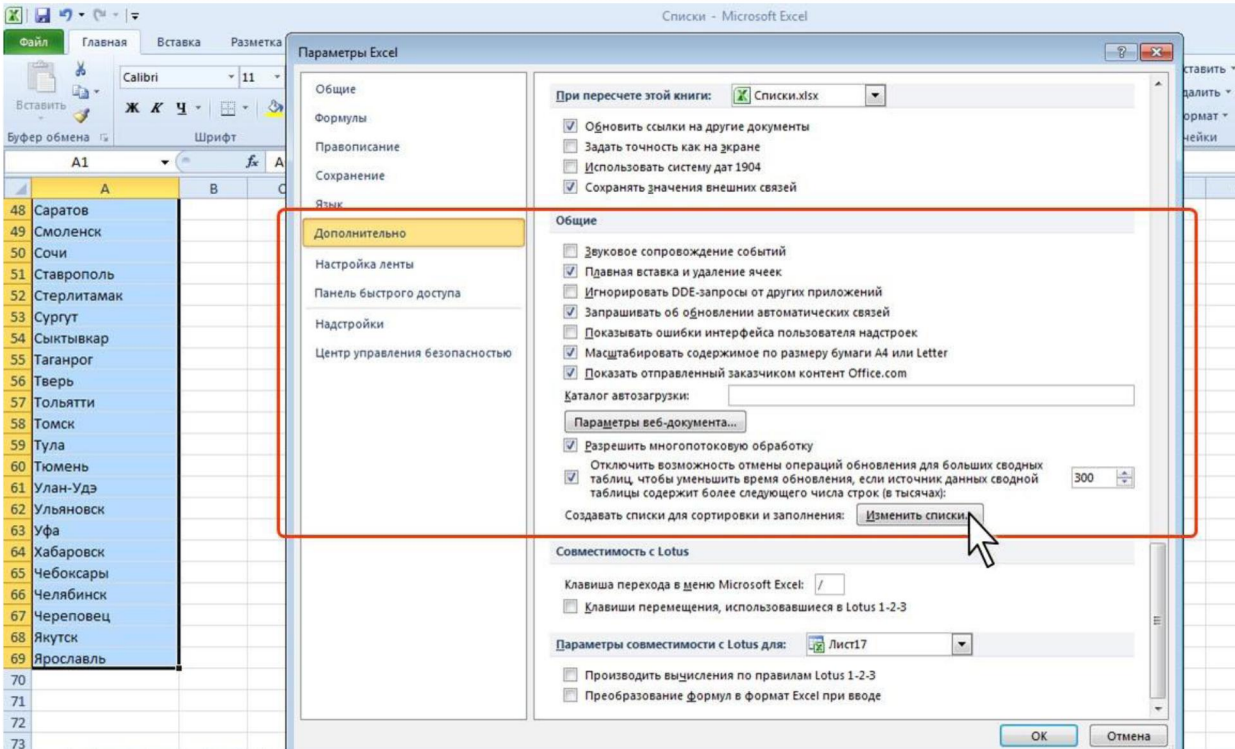 Списки - Microsoft Excel
Файл Главная Вставка Разметка
Calibri 11
Вставить
Ж К Ч
Буфер обмена Шрифт
A1 fx А
A B C
48 Саратов
49 Смоленск
50 Сочи
51 Ставрополь
52 Стерлитамак
53 Сургут
54 Сыктывкар
55 Таганрог
56 Тверь
57 Тольятти
58 Томск
59 Тула
60 Тюмень
61 Улан-Удэ
62 Ульяновск
63 Уфа
64 Хабаровск
65 Чебоксары
66 Челябинск
67 Череповец
68 Якутск
69 Ярославль
70
71
72
73
Параметры Excel
Общие
Формулы
Правописание
Сохранение
Язык
Дополнительно
Настройка ленты
Панель быстрого доступа
Надстройки
Центр управления безопасностью
При пересчете этой книги: Списки.xlsx
Обновить ссылки на другие документы
Задать точность как на экране
Использовать систему дат 1904
Сохранять значения внешних связей
Общие
Звуковое сопровождение событий
Плавная вставка и удаление ячеек
Игнорировать DDE-запросы от других приложений
Запрашивать об обновлении автоматических связей
Показывать ошибки интерфейса пользователя надстроек
Масштабировать содержимое по размеру бумаги A4 или Letter
Показать отправленный заказчиком контент Office.com
Каталог автозагрузки:
Параметры веб-документа...
Разрешить многопотоковую обработку
Отключить возможность отмены операций обновления для больших сводных
таблиц, чтобы уменьшить время обновления, если источник данных сводной 300
таблицы содержит более следующего числа строк (в тысячах):
Создавать списки для сортировки и заполнения: Изменить списки..
Совместимость с Lotus
Клавиша перехода в меню Microsoft Excel: /
Клавиши перемещения, использовавшиеся в Lotus 1-2-3
Параметры совместимости с Lotus для: Лист17
Производить вычисления по правилам Lotus 1-2-3
Преобразование формул в формат Excel при вводе
OK Отмена
ставить
далить
ормат
чейки